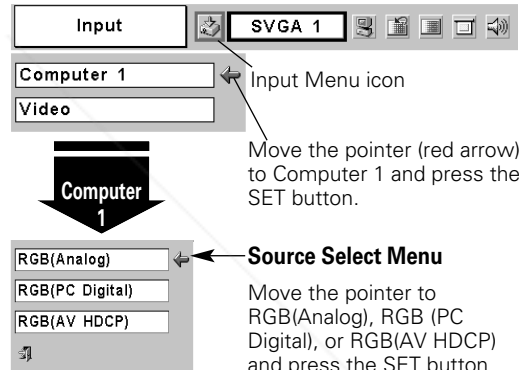 Input
SVGA 1
Computer 1
Input Menu icon
Video
Move the pointer (red arrow)
to Computer 1 and press the
SET button.
Computer
1
RGB(Analog)
RGB(PC Digital)
RGB(AV HDCP)
Source Select Menu
Move the pointer to
RGB(Analog), RGB (PC
Digital), or RGB(AV HDCP)
and press the SET button